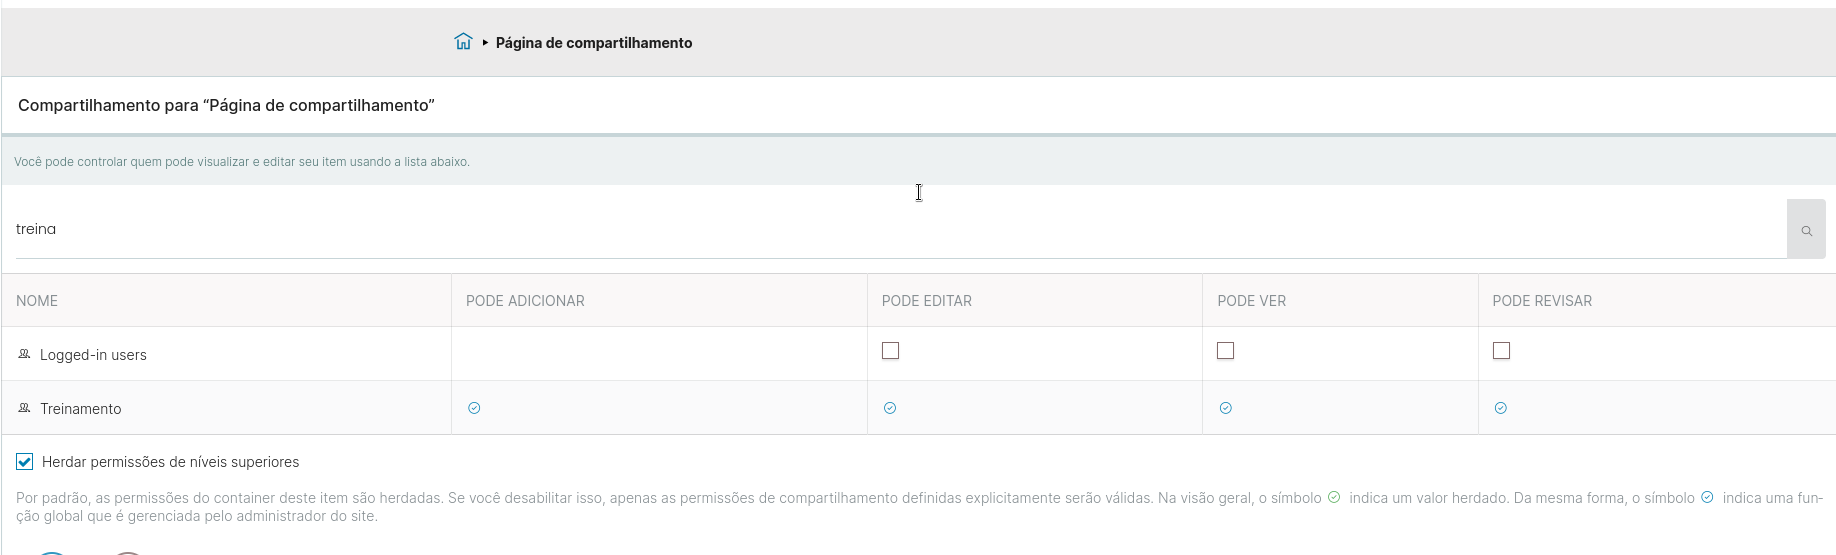 Página de compartilhamento
Compartilhamento para “Página de compartilhamento”
Você pode controlar quem pode visualizar e editar seu item usando a lista abaixo.
treina
NOME PODE ADICIONAR PODE EDITAR PODE VER PODE REVISAR
Logged-in users
Treinamento
Herdar permissões de níveis superiores
Por padrão, as permissões do container deste item são herdadas. Se você desabilitar isso, apenas as permissões de compartilhamento definidas explicitamente serão válidas. Na visão geral, o símbolo indica um valor herdado. Da mesma forma, o símbolo indica uma fun-
ção global que é gerenciada pelo administrador do site.